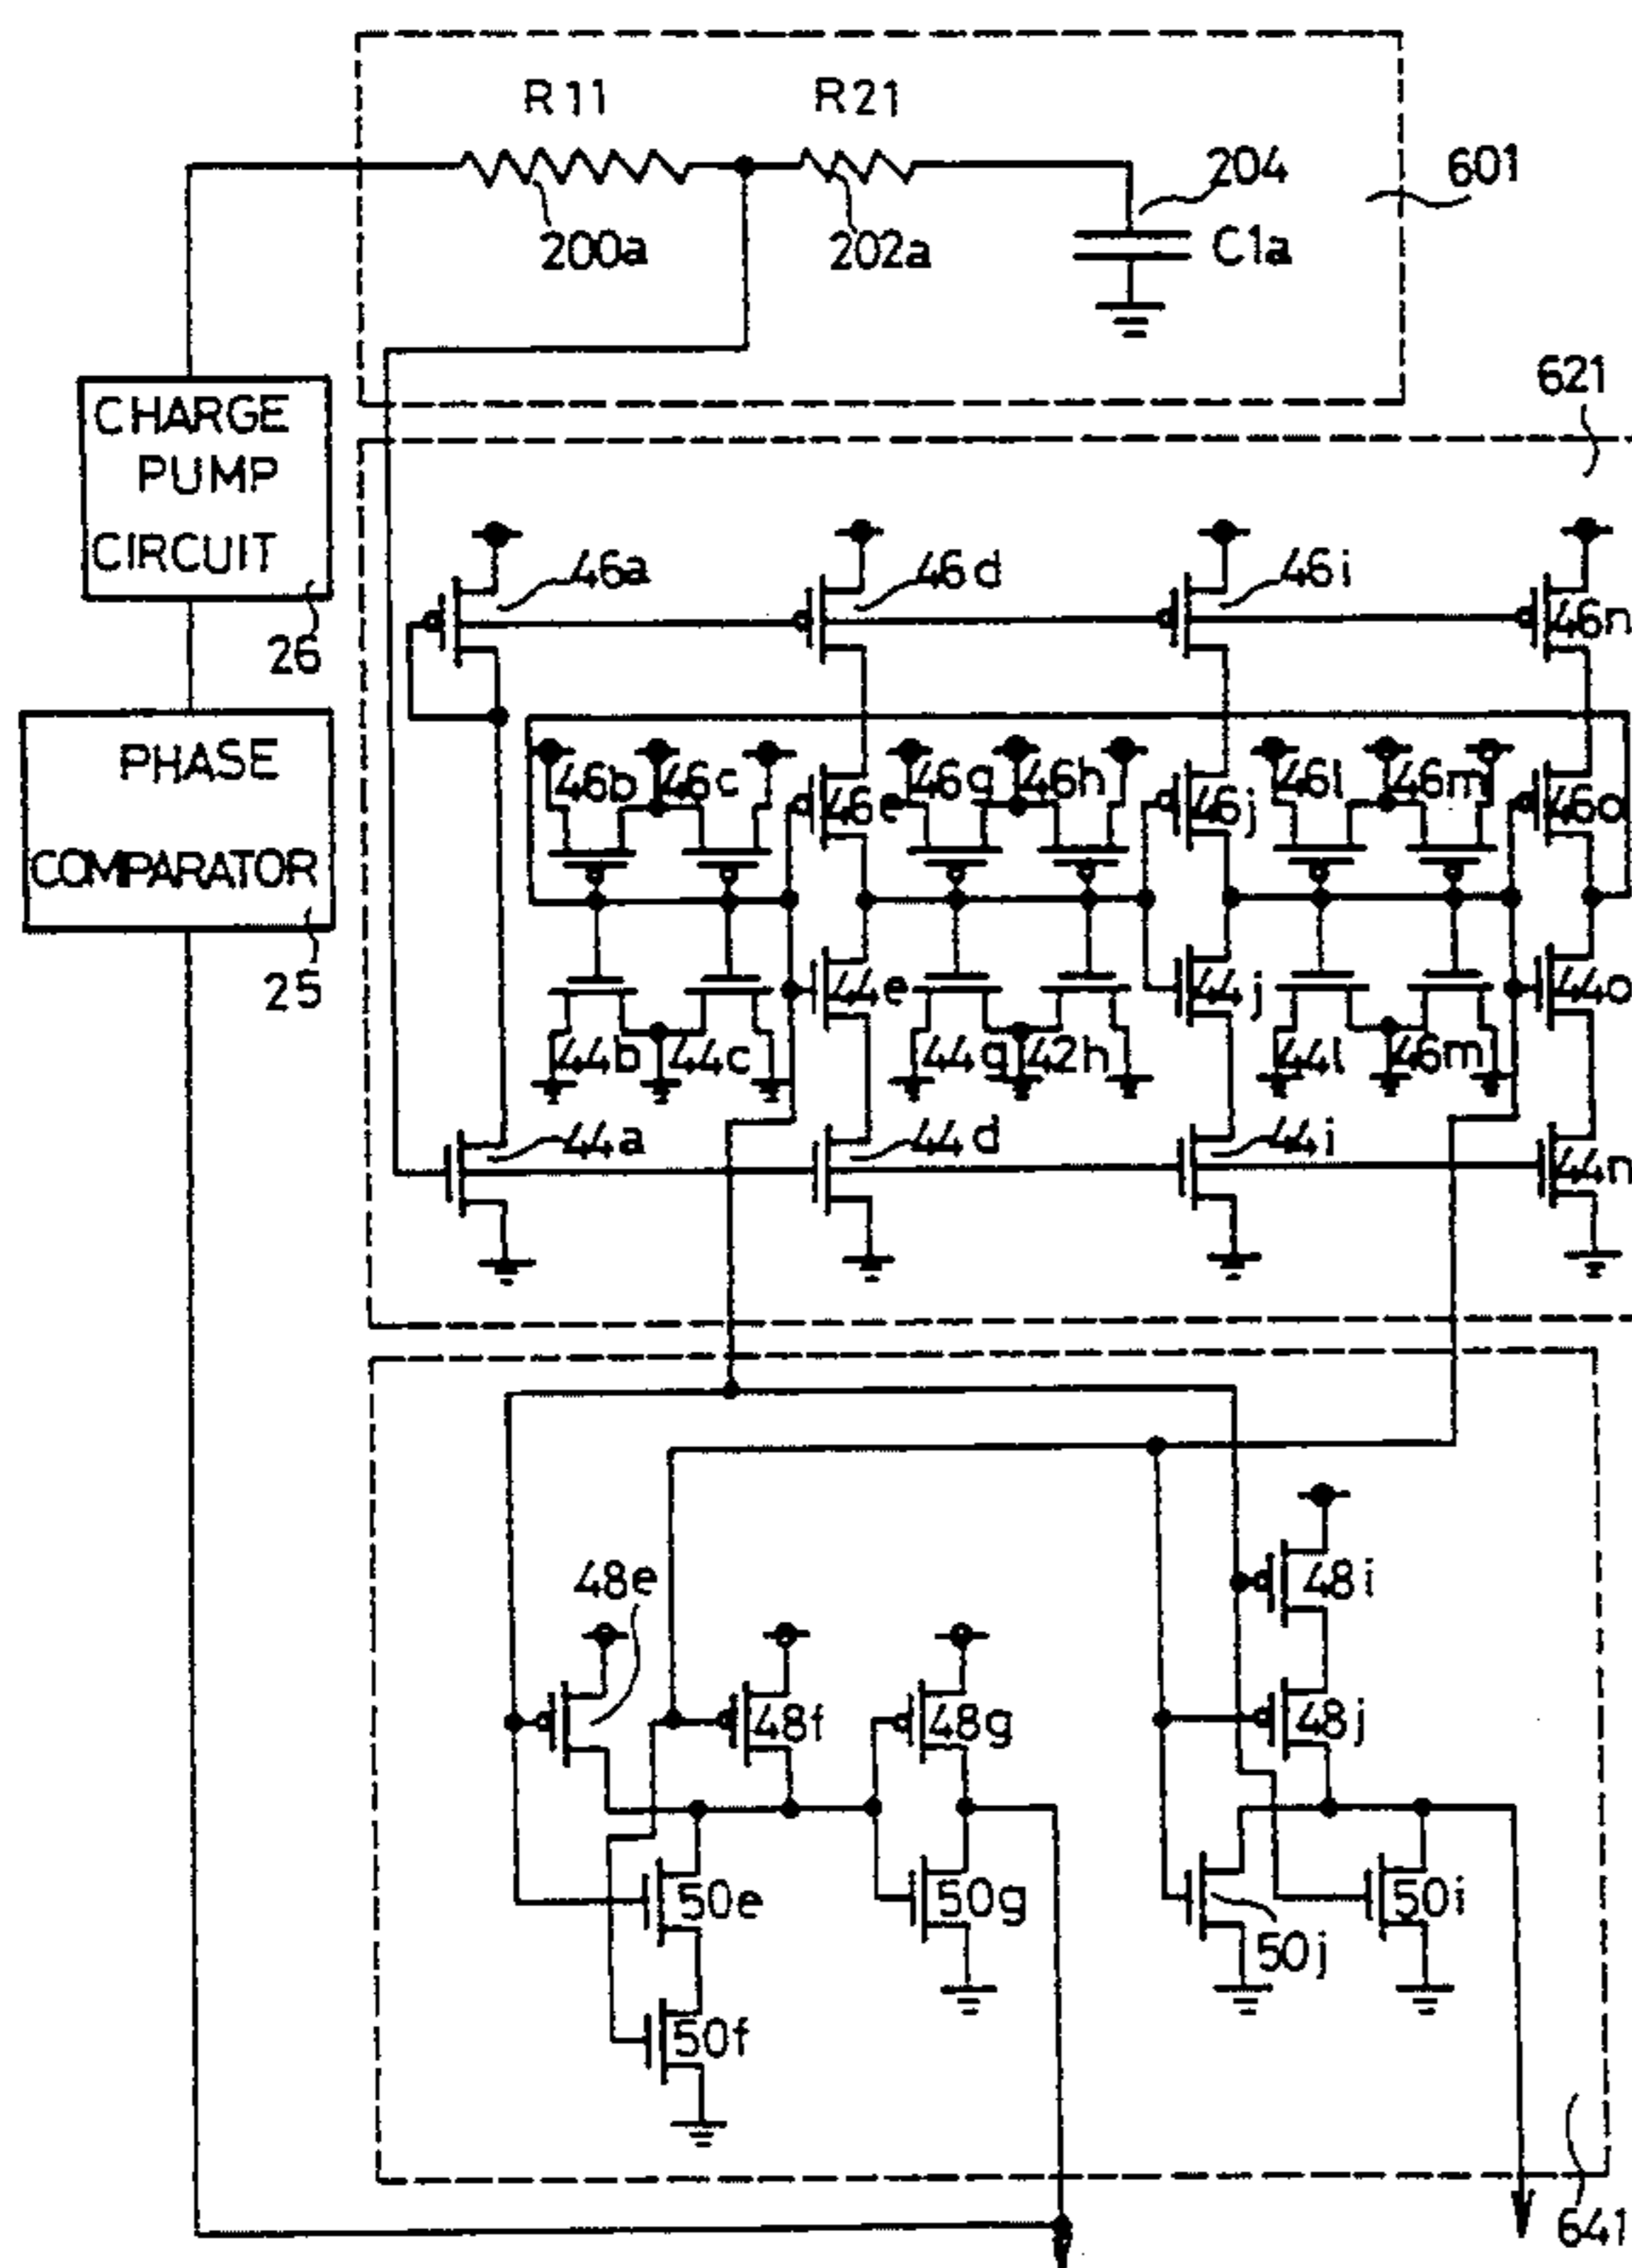 R11 R21
204
601
200a 202a C1a
621
CHARGE
PUMP
CIRCUIT
26
46a 46d 46i 46n
PHASE
COMPARATOR
25
46b 46c 46e 46g 46h 46j 46l 46m 46o
44e 44j 44o
44b 44c 44g 42h 44l 46m
44a 44d 44i 44n
48e 48i
48f 48g 48j
50e 50g 50i
50j
50f
641